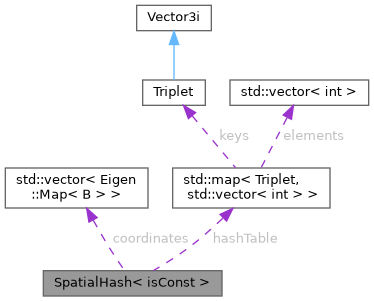 Vector3i
Triplet
std::vector< int >
keys
elements
std::vector< Eigen
::Map< B > >
std::map< Triplet,
std::vector< int > >
coordinates
hashTable
SpatialHash< isConst >